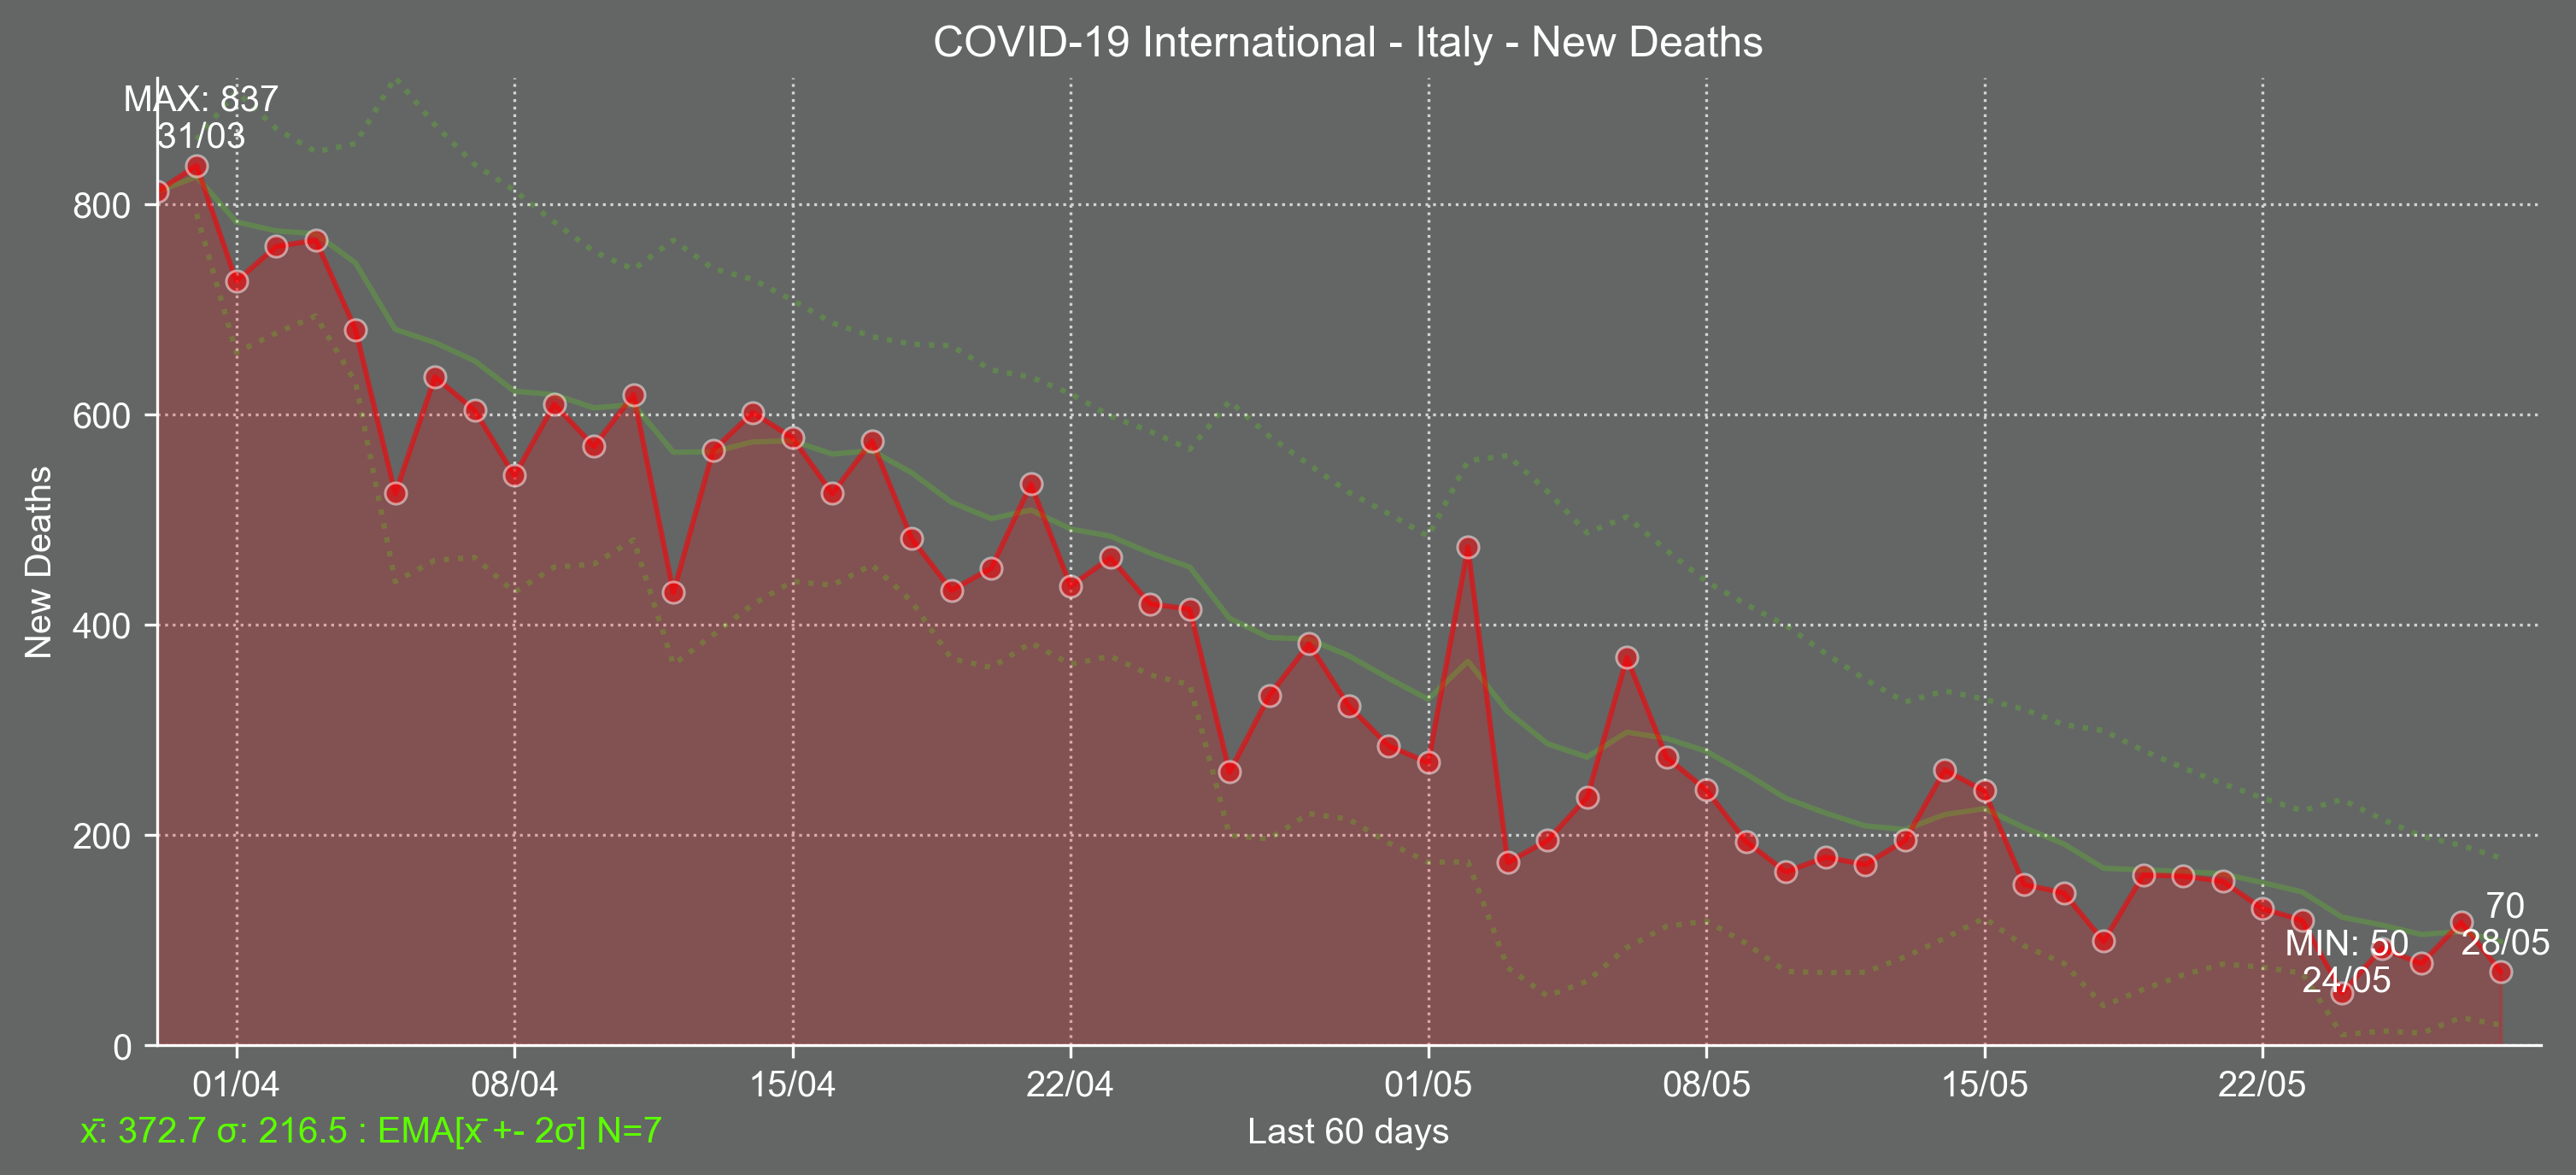 COVID-19 International - Italy - New Deaths
MAX: 837
31/03
800
600
400
200
0
New Deaths
70
28/05
MIN: 50
24/05
01/04
08/04
15/04
22/04
01/05
08/05
15/05
22/05
x̄: 372.7 σ: 216.5 : EMA[x̄ +- 2σ] N=7
Last 60 days